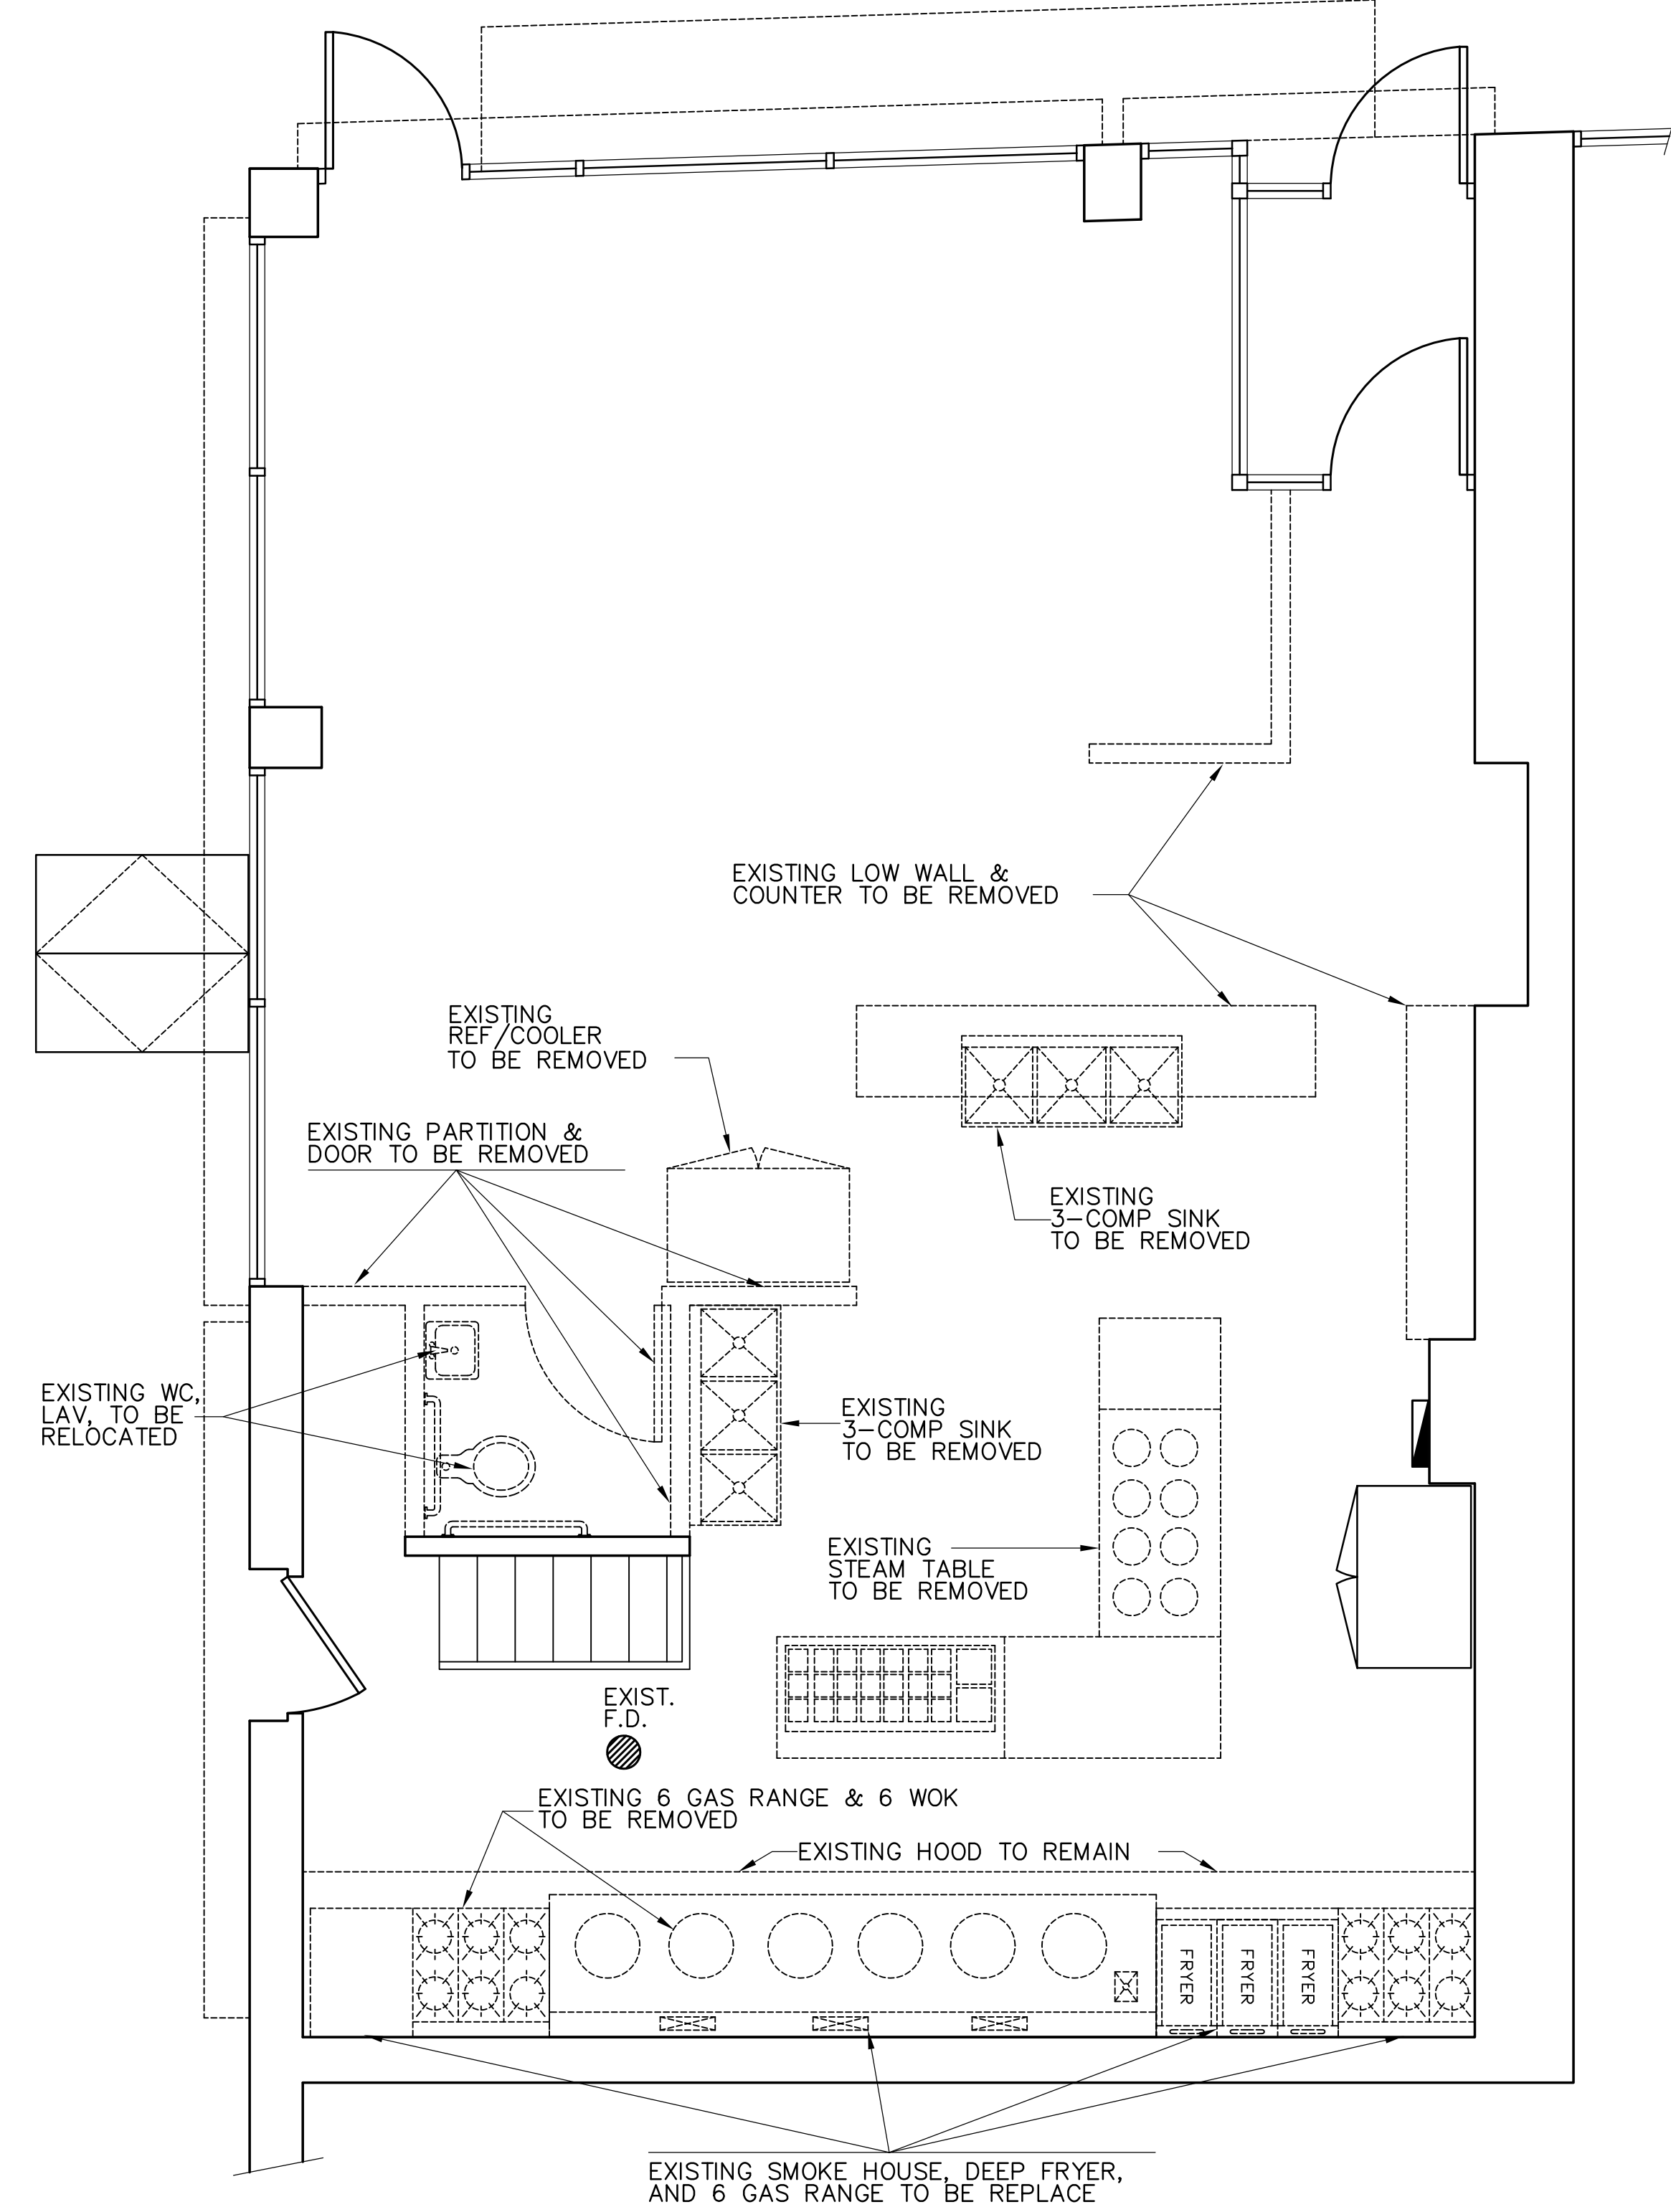 EXISTING LOW WALL &
COUNTER TO BE REMOVED
EXISTING
REF/COOLER
TO BE REMOVED
EXISTING PARTITION &
DOOR TO BE REMOVED
EXISTING
3-COMP SINK
TO BE REMOVED
EXISTING WC,
LAV, TO BE
RELOCATED
EXISTING
3-COMP SINK
TO BE REMOVED
EXISTING
STEAM TABLE
TO BE REMOVED
EXIST.
F.D.
EXISTING 6 GAS RANGE & 6 WOK
TO BE REMOVED
EXISTING HOOD TO REMAIN
FRYER
FRYER
FRYER
EXISTING SMOKE HOUSE, DEEP FRYER,
AND 6 GAS RANGE TO BE REPLACE